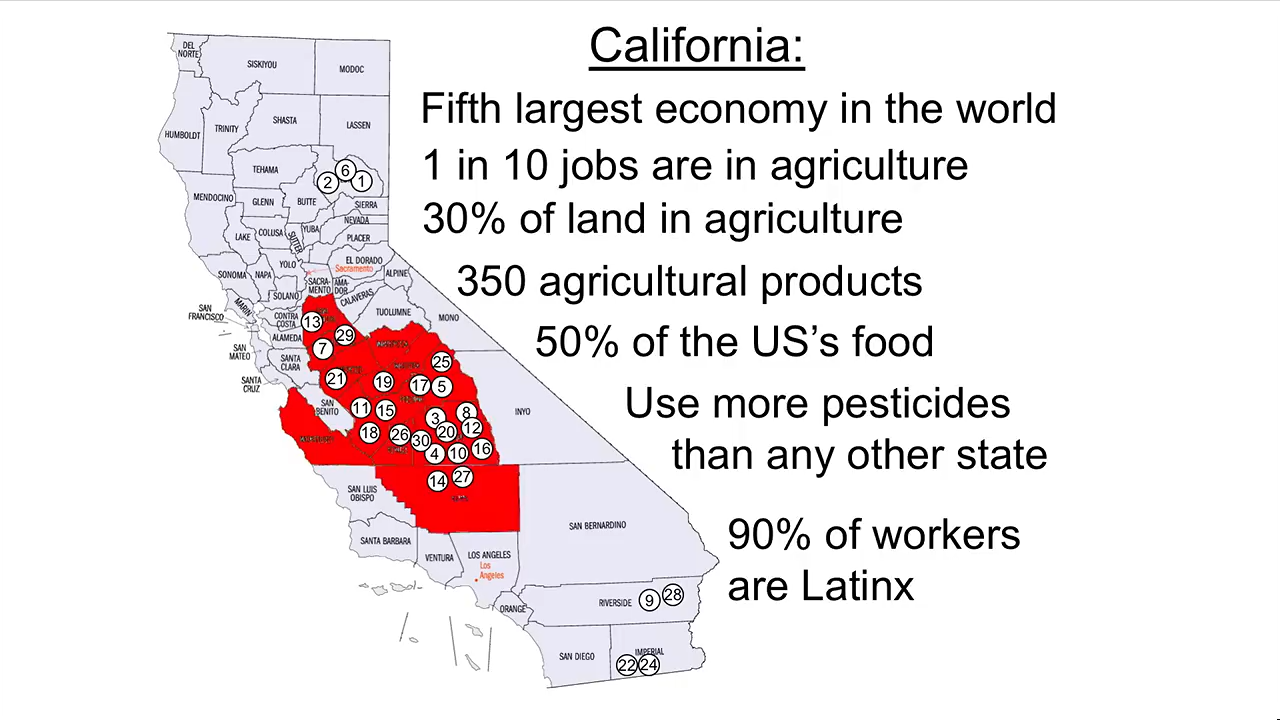 California:
Fifth largest economy in the world
1 in 10 jobs are in agriculture
30% of land in agriculture
350 agricultural products
50% of the US’s food
Use more pesticides
than any other state
90% of workers
are Latinx
DEL
NORTE
SISKIYOU
MODOC
HUMBOLDT
TRINITY
SHASTA
LASSEN
TEHAMA
6
2
1
MENDOCINO
GLENN
BUTTE
SIERRA
NEVADA
LAKE
COLUSA
SUTTER
YUBA
PLACER
SONOMA
NAPA
YOLO
EL DORADO
Sacramento
ALPINE
SACRA-
MENTO
AMA-
DOR
SOLANO
MARIN
CALAVERAS
SAN
FRANCISCO
CONTRA
COSTA
13
TUOLUMNE
MONO
ALAMEDA
29
SAN
MATEO
7
SANTA
CLARA
25
SANTA
CRUZ
21
19
17
5
SAN
BENITO
11
15
3
8
INYO
18
26
30
20
12
4
10
16
14
27
SAN LUIS
OBISPO
SAN BERNARDINO
SANTA BARBARA
VENTURA
LOS ANGELES
Los
Angeles
ORANGE
RIVERSIDE
9
28
SAN DIEGO
IMPERIAL
22
24